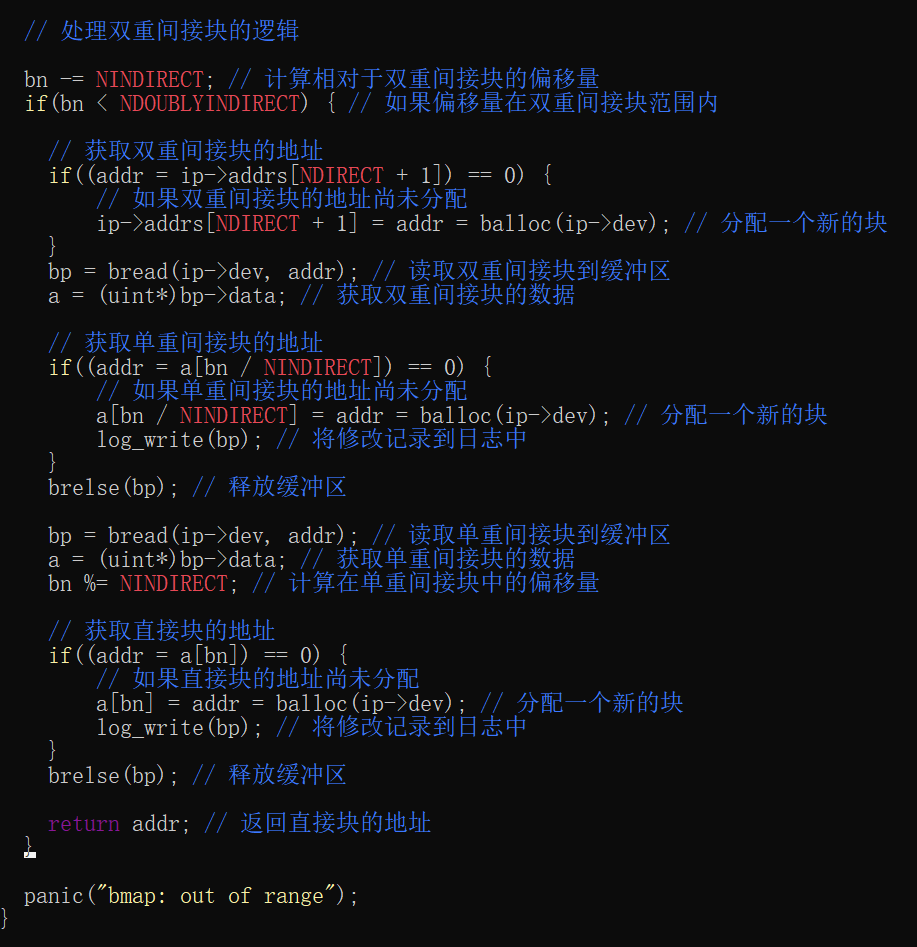 // 处理双重间接块的逻辑
bn -= NINDIRECT; // 计算相对于双重间接块的偏移量
if(bn < NDOUBLYINDIRECT) { // 如果偏移量在双重间接块范围内
// 获取双重间接块的地址
if((addr = ip->addrs[NDIRECT + 1]) == 0) {
// 如果双重间接块的地址尚未分配
ip->addrs[NDIRECT + 1] = addr = balloc(ip->dev); // 分配一个新的块
}
bp = bread(ip->dev, addr); // 读取双重间接块到缓冲区
a = (uint*)bp->data; // 获取双重间接块的数据
// 获取单重间接块的地址
if((addr = a[bn / NINDIRECT]) == 0) {
// 如果单重间接块的地址尚未分配
a[bn / NINDIRECT] = addr = balloc(ip->dev); // 分配一个新的块
log_write(bp); // 将修改记录到日志中
}
brelse(bp); // 释放缓冲区
bp = bread(ip->dev, addr); // 读取单重间接块到缓冲区
a = (uint*)bp->data; // 获取单重间接块的数据
bn %= NINDIRECT; // 计算在单重间接块中的偏移量
// 获取直接块的地址
if((addr = a[bn]) == 0) {
// 如果直接块的地址尚未分配
a[bn] = addr = balloc(ip->dev); // 分配一个新的块
log_write(bp); // 将修改记录到日志中
}
brelse(bp); // 释放缓冲区
return addr; // 返回直接块的地址
}
panic("bmap: out of range");
}